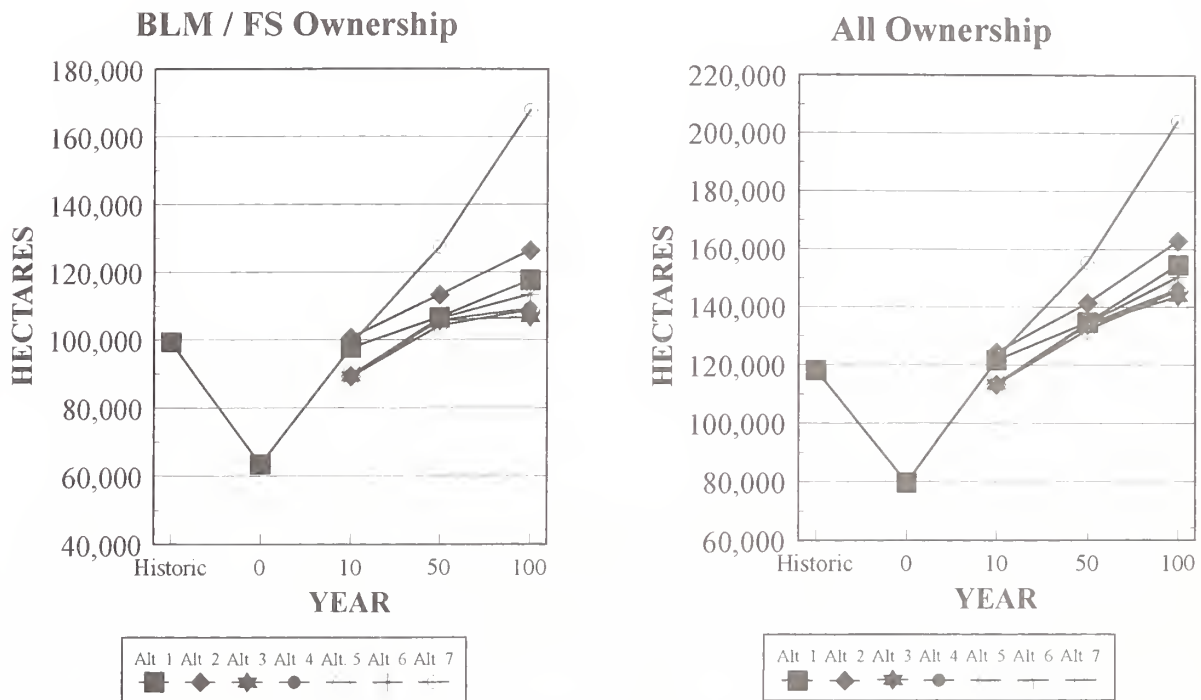 BLM / FS Ownership
180,000
160,000
140,000
120,000
100,000
80,000
60,000
40,000
HECTARES
Historic 0 10 50 100
YEAR
Alt 1 Alt 2 Alt 3 Alt 4 Alt. 5 Alt 6 Alt 7
All Ownership
220,000
200,000
180,000
160,000
140,000
120,000
100,000
80,000
60,000
HECTARES
Historic 0 10 50 100
YEAR
Alt 1 Alt 2 Alt 3 Alt 4 Alt 5 Alt 6 Alt 7